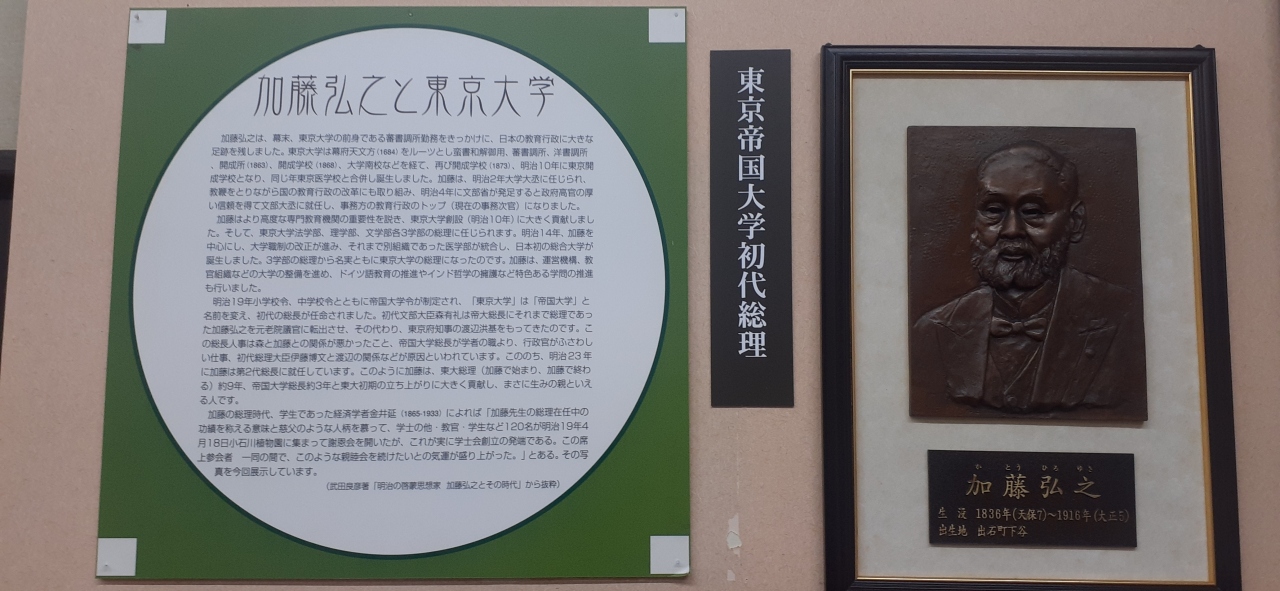 加藤弘之と東京大学
加藤弘之は、幕末、東京大学の前身である蕃書調所勤務をきっかけに、日本の教育行政に大きな
足跡を残しました。東京大学は幕府天文方(1684)をルーツとし蛮書和解御用、蕃書調所、洋書調所
、開成所(1863)、開成学校(1868)、大学南校などを経て、再び開成学校(1873)、明治10年に東京開
成学校となり、同じ年東京医学校と合併し誕生しました。加藤は、明治2年大学大丞に任じられ、
教鞭をとりながら国の教育行政の改革にも取り組み、明治4年に文部省が発足すると政府高官の厚
い信頼を得て文部大丞に就任し、事務方の教育行政のトップ(現在の事務次官)になりました。
加藤はより高度な専門教育機関の重要性を説き、東京大学創設(明治10年)に大きく貢献しまし
た。そして、東京大学法学部、理学部、文学部各3学部の総理に任じられます。明治14年、加藤を
中心にし、大学職制の改正が進み、それまで別組織であった医学部が統合し、日本初の総合大学が
誕生しました。3学部の総理から名実ともに東京大学の総理になったのです。加藤は、運営機構、教
官組織などの大学の整備を進め、ドイツ語教育の推進やインド哲学の擁護など特色ある学問の推進
も行いました。
明治19年小学校令、中学校令とともに帝国大学令が制定され、「東京大学」は「帝国大学」と
名前を変え、初代の総長が任命されました。初代文部大臣森有礼は帝大総長にそれまで総理であっ
た加藤弘之を元老院議官に転出させ、その代わり、東京府知事の渡辺洪基をもってきたのです。こ
の総長人事は森と加藤との関係が悪かったこと、帝国大学総長が学者の職より、行政官がふさわし
い仕事、初代総理大臣伊藤博文と渡辺の関係などが原因といわれています。こののち、明治23年
に加藤は第2代総長に就任しています。このように加藤は、東大総理(加藤で始まり、加藤で終わ
る)約9年、帝国大学総長約3年と東大初期の立ち上がりに大きく貢献し、まさに生みの親といえ
る人です。
加藤の総理時代、学生であった経済学者金井延(1865-1933)によれば「加藤先生の総理在任中の
功績を称える意味と慈父のような人柄を慕って、学士の他・教官・学生など120名が明治19年4
月18日小石川植物園に集まって謝恩会を開いたが、これが実に学士会創立の発端である。この席
上参会者 一同の間で、このような親睦会を続けたいとの気運が盛り上がった。」とある。その写
真を今回展示しています。
(武田良彦著「明治の啓蒙思想家 加藤弘之とその時代」から抜粋)
東京帝国大学初代総理
か とう ひろ ゆき
加藤弘之
生 没 1836年(天保7)〜1916年(大正5)
出生地 出石町下谷